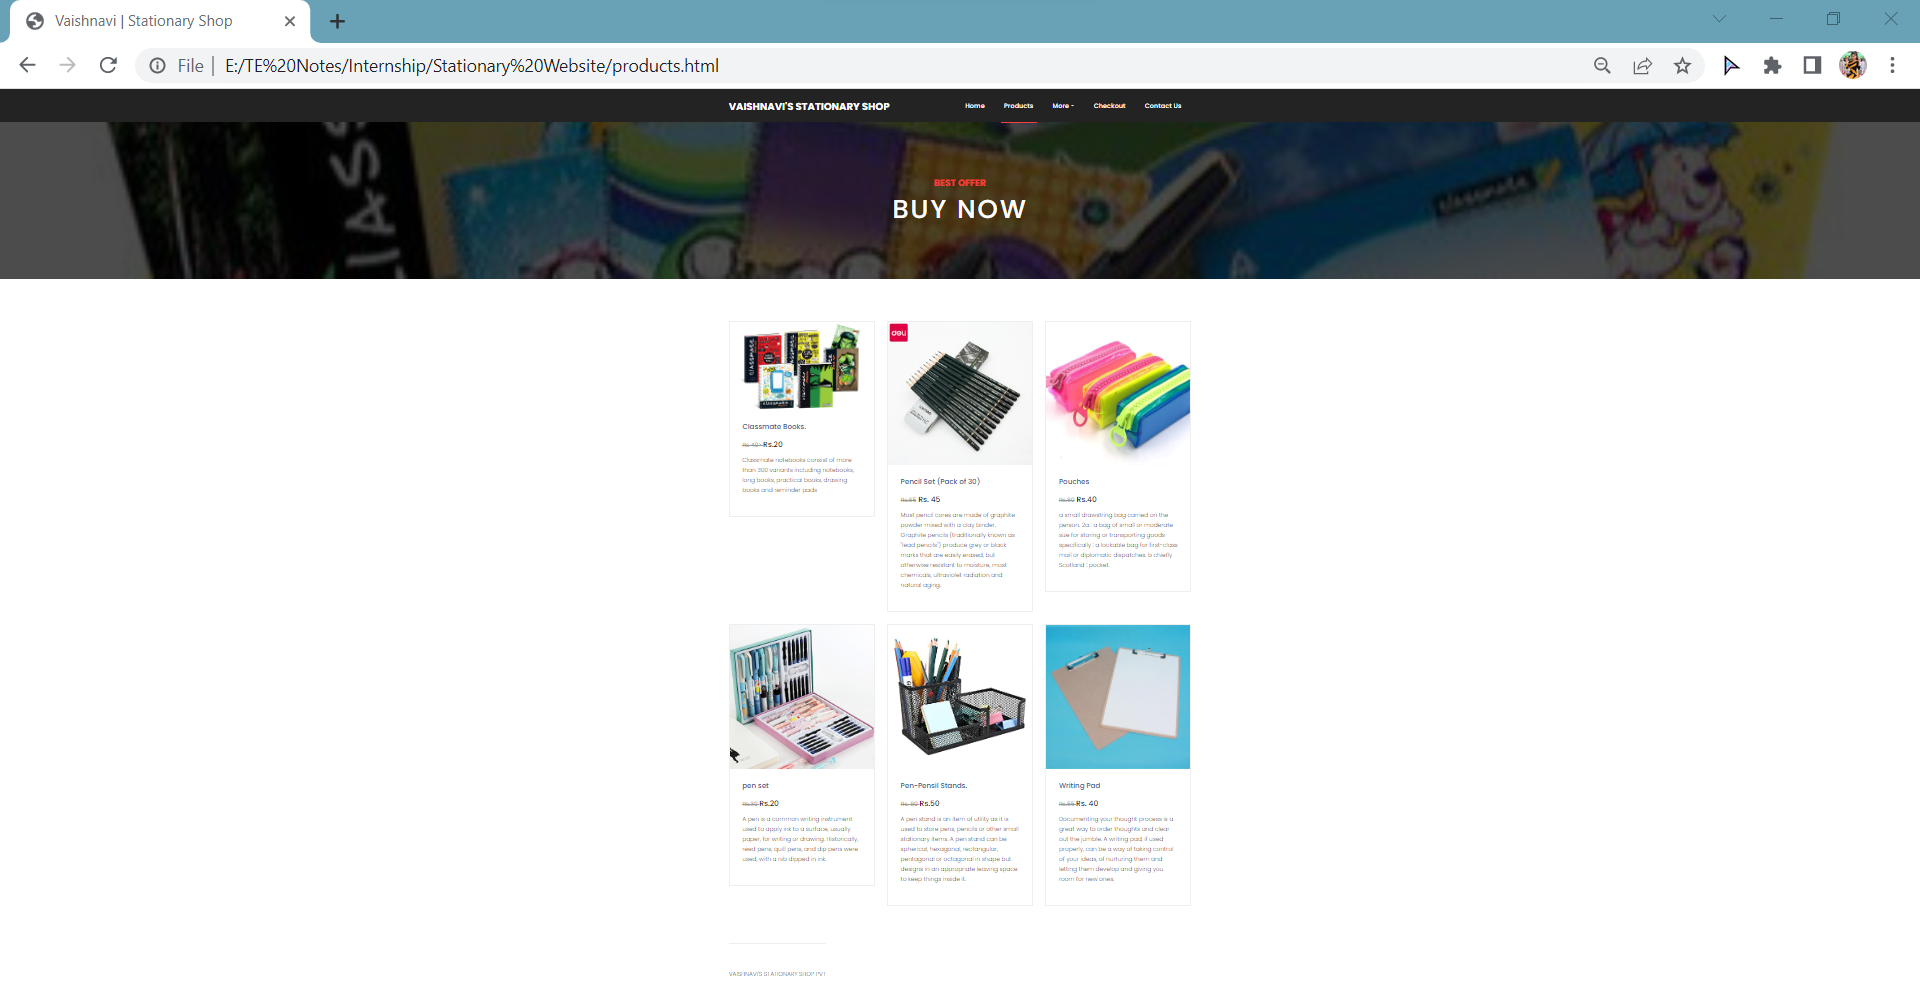 Vaishnavi | Stationary Shop
File | E:/TE%20Notes/Internship/Stationary%20Website/products.html
VAISHNAVI'S STATIONARY SHOP
Home Products More Checkout Contact Us
CLASS
classmate
BEST OFFER
BUY NOW
deli
Classmate Books.
Rs.20
Classmate notebooks consist of more
than 300 variants including notebooks,
long books, practical books, drawing
books and reminder pads
Pencil Set (Pack of 30)
Rs. 45
Most pencil cores are made of graphite
powder mixed with a clay binder.
Graphite pencils (traditionally known as
"lead pencils") produce grey or black
marks that are easily erased, but
otherwise resistant to moisture, most
chemicals, ultraviolet radiation and
natural aging.
Pouches
Rs.60 Rs.40
a small drawstring bag carried on the
person. 2a : a bag of small or moderate
size for storing or transporting goods
specifically : a lockable bag for first-class
mail or diplomatic dispatches. b chiefly
Scotland : pocket.
pen set
Rs.30 Rs.20
A pen is a common writing instrument
used to apply ink to a surface, usually
paper, for writing or drawing. Historically,
reed pens, quill pens, and dip pens were
used, with a nib dipped in ink.
Pen-Pensil Stands.
Rs.50
A pen stand is an item of utility as it is
used to store pens, pencils or other small
stationary items. A pen stand can be
spherical, hexagonal, rectangular,
pentagonal or octagonal in shape but
designs in an appropriate leaving space
to keep things inside it.
Writing Pad
Rs. 40
Documenting your thought process is a
great way to order thoughts and clear
out the jumble. A writing pad, if used
properly, can be a way of taking control
of your ideas, of nurturing them and
letting them develop and giving you
room for new ones.
VAISHNAVI'S STATIONARY SHOP PVT